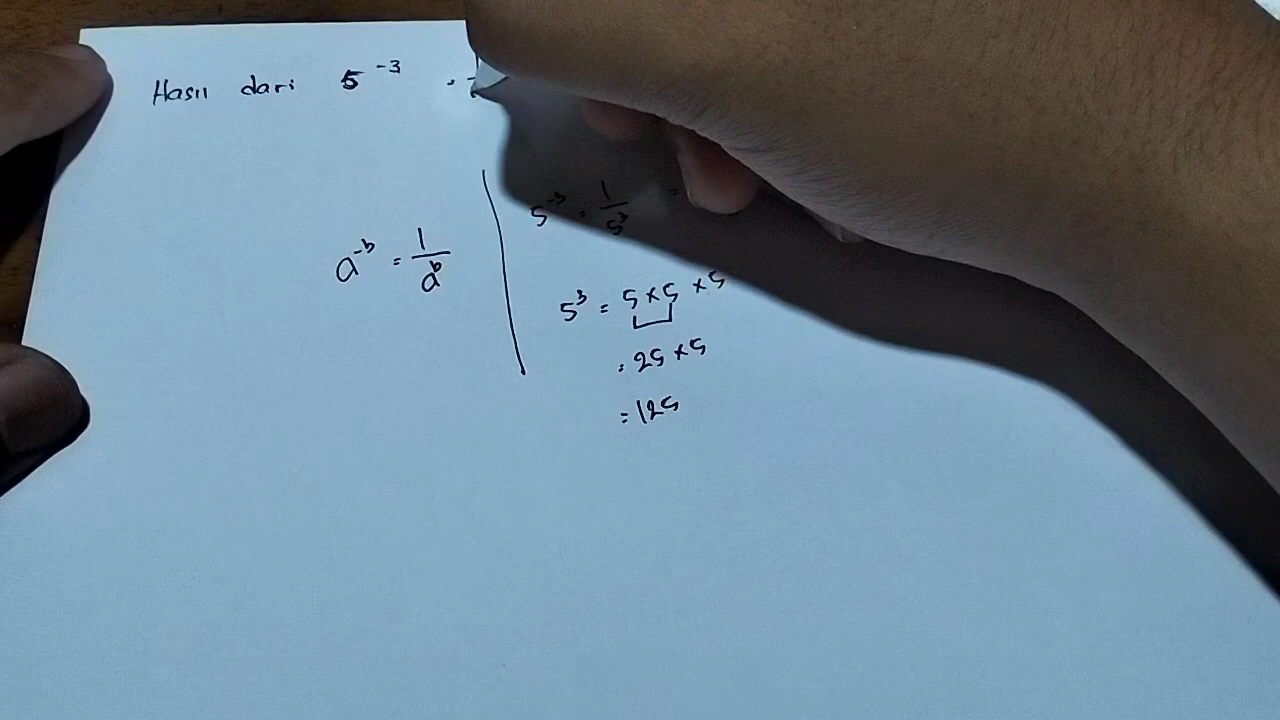 Hasil dari 5⁻³ =
a⁻ᵇ = 1/aᵇ
5⁻³ = 1/5³ =
5³ = 5 × 5 × 5
= 25 × 5
= 125